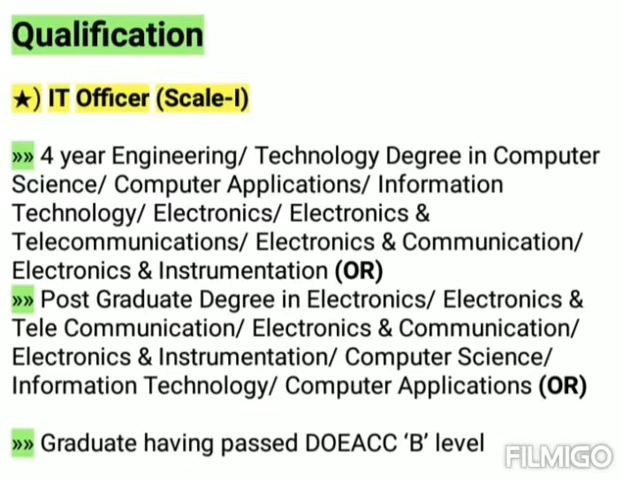 Qualification
★) IT Officer (Scale-I)
»» 4 year Engineering/ Technology Degree in Computer
Science/ Computer Applications/ Information
Technology/ Electronics/ Electronics &
Telecommunications/ Electronics & Communication/
Electronics & Instrumentation (OR)
»» Post Graduate Degree in Electronics/ Electronics &
Tele Communication/ Electronics & Communication/
Electronics & Instrumentation/ Computer Science/
Information Technology/ Computer Applications (OR)
»» Graduate having passed DOEACC ‘B’ level
FILMIGO